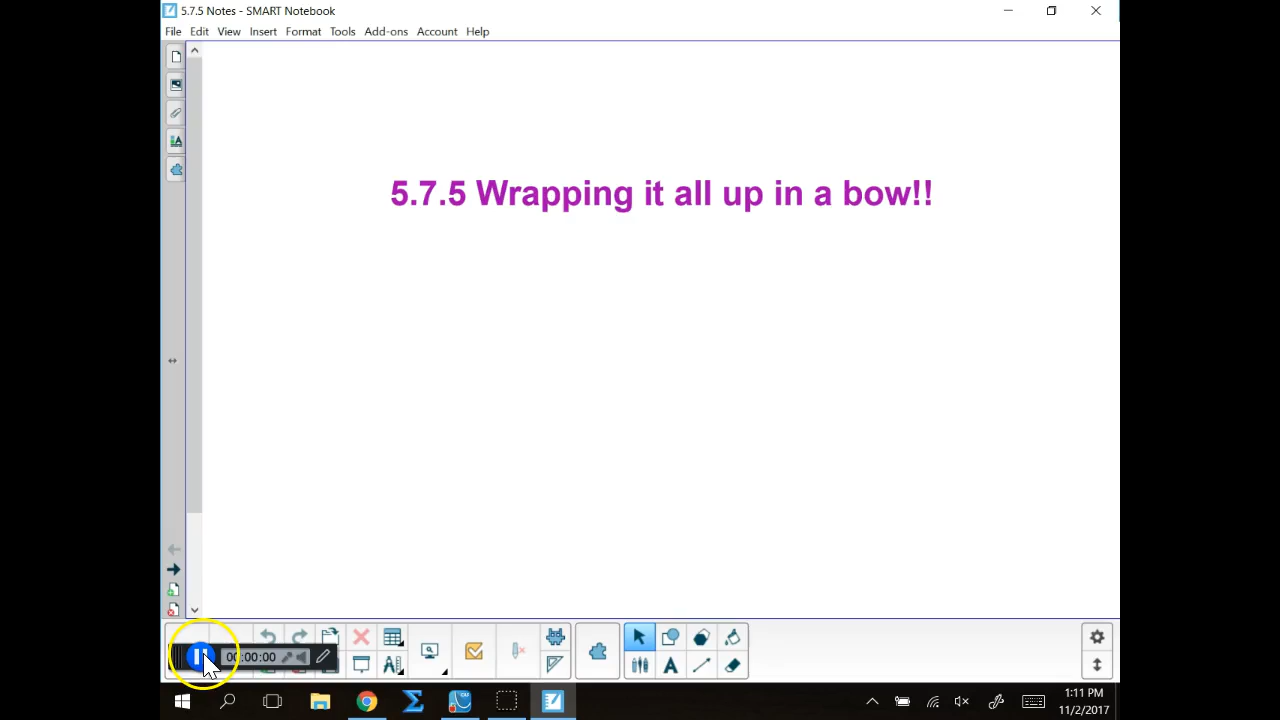 5.7.5 Notes - SMART Notebook
File Edit View Insert Format Tools Add-ons Account Help
5.7.5 Wrapping it all up in a bow!!
00:00:00
1:11 PM
11/2/2017